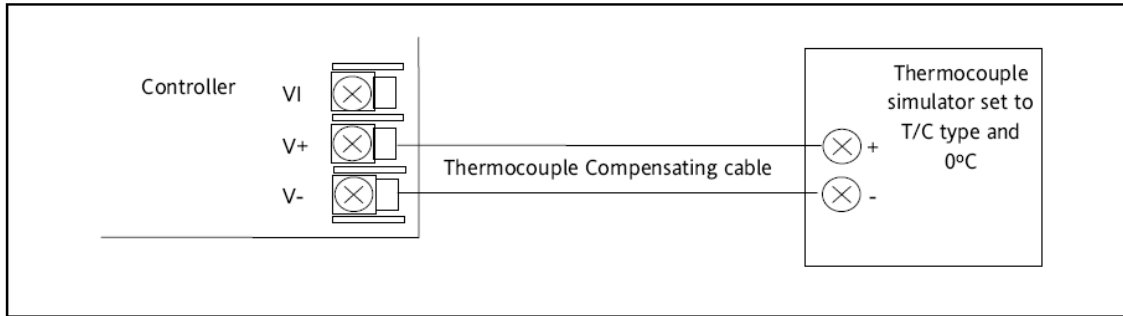 Controller
VI
V+
V-
Thermocouple Compensating cable
+
-
Thermocouple
simulator set to
T/C type and
0ºC